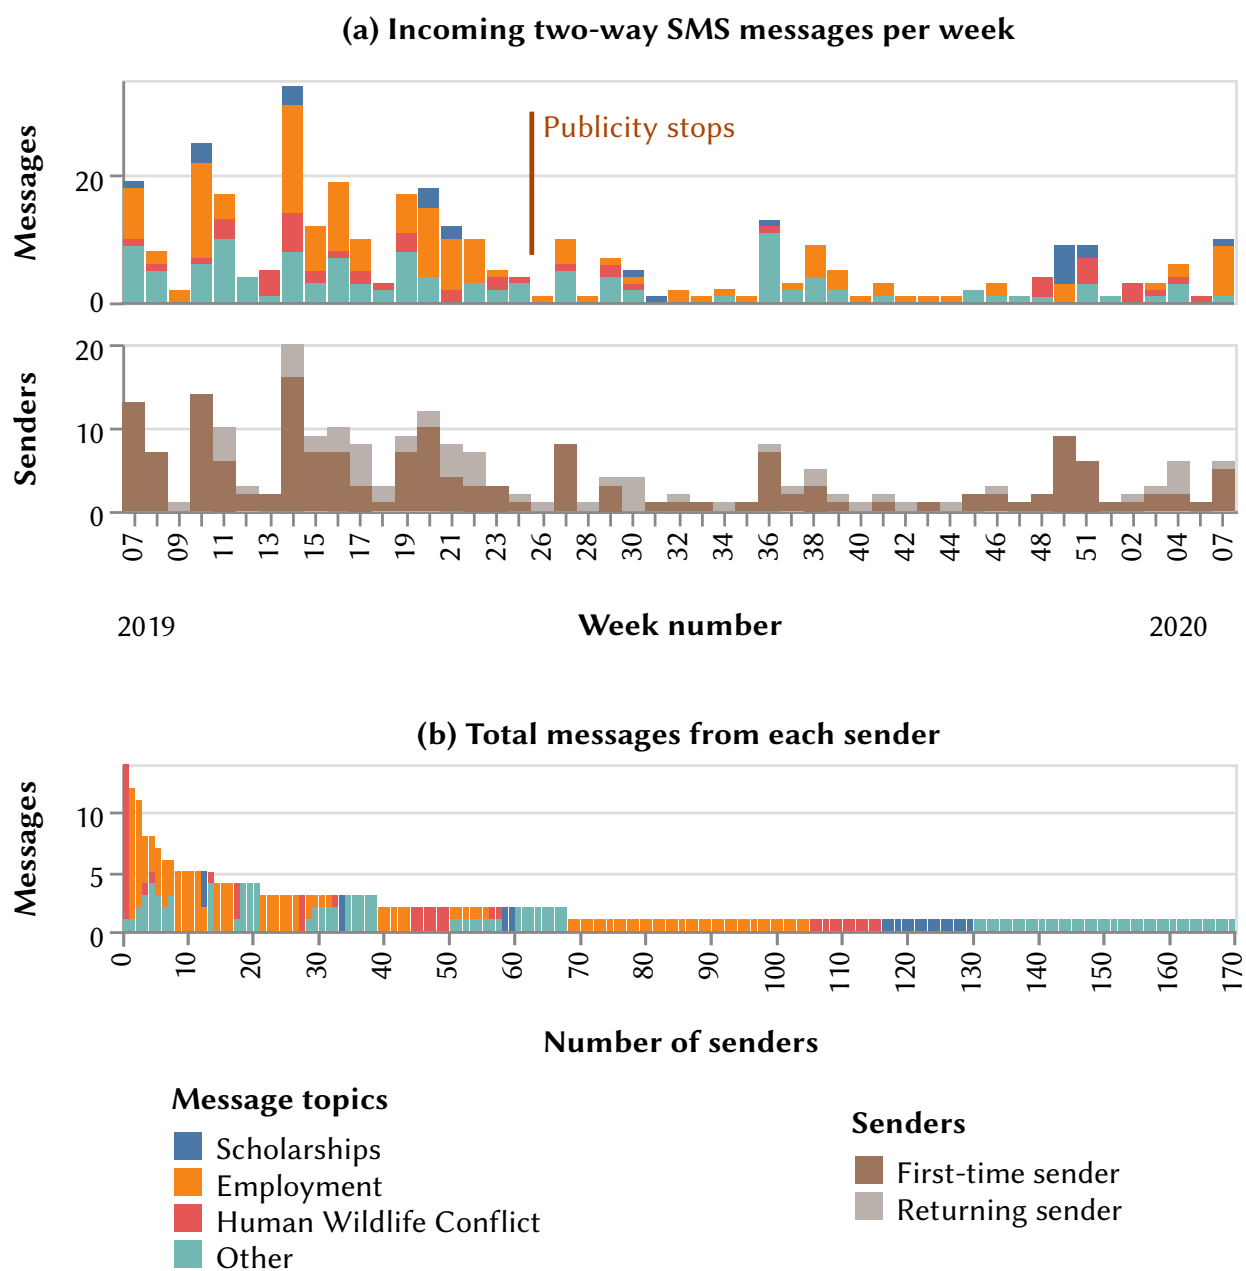 (a) Incoming two-way SMS messages per week
Messages
20
0
Publicity stops
Senders
20
10
0
07 09 11 13 15 17 19 21 23 26 28 30 32 34 36 38 40 42 44 46 48 51 02 04 07
2019 Week number 2020
(b) Total messages from each sender
Messages
10
5
0
0 10 20 30 40 50 60 70 80 90 100 110 120 130 140 150 160 170
Number of senders
Message topics
Scholarships
Employment
Human Wildlife Conflict
Other
Senders
First-time sender
Returning sender